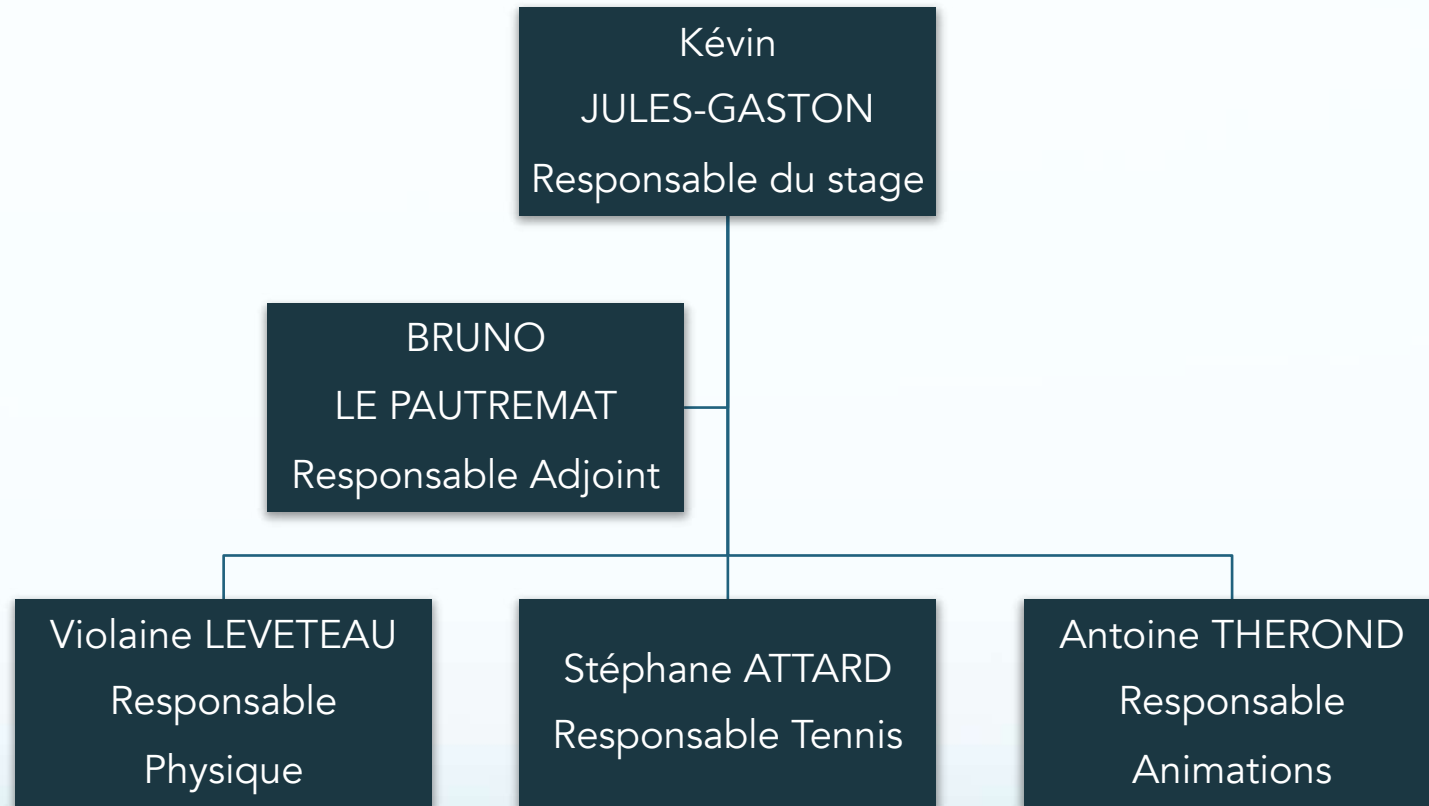 Kévin
JULES-GASTON
Responsable du stage
BRUNO
LE PAUTREMAT
Responsable Adjoint
Violaine LEVETEAU
Responsable
Physique
Stéphane ATTARD
Responsable Tennis
Antoine THEROND
Responsable
Animations